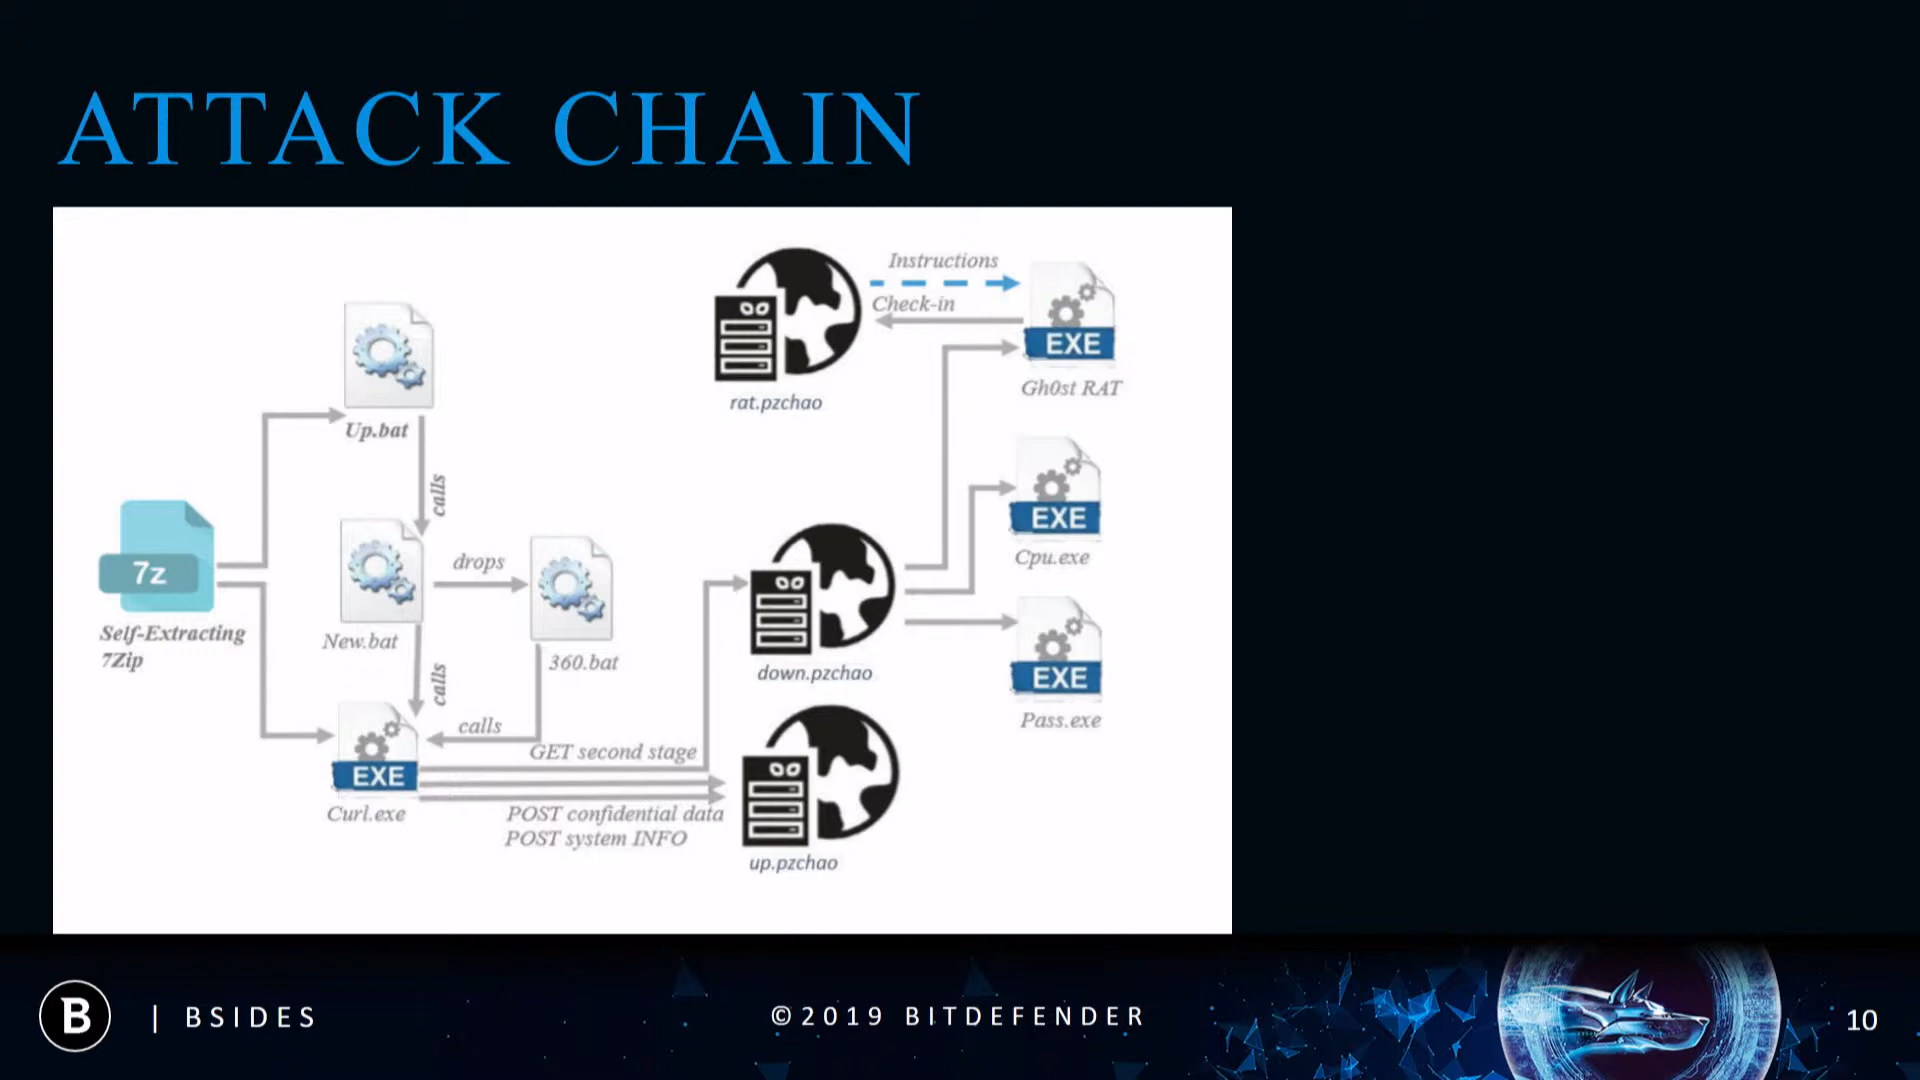 ATTACK CHAIN
Instructions
Check-in
EXE
Gh0st RAT
rat.pzchao
Up.bat
calls
EXE
Cpu.exe
7z
Self-Extracting
7Zip
New.bat
drops
360.bat
down.pzchao
EXE
Pass.exe
calls
calls
GET second stage
EXE
Curl.exe
POST confidential data
POST system INFO
up.pzchao
B | BSIDES
©2019 BITDEFENDER
10